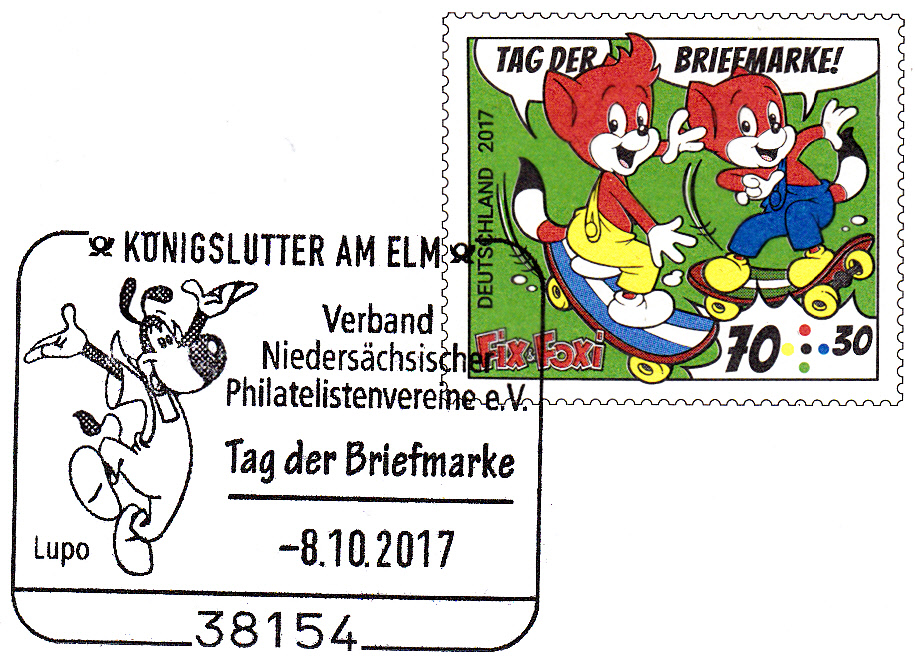 TAG DER BRIEFMARKE!
DEUTSCHLAND 2017
FIX & FOXI
70 30
KÖNIGSLUTTER AM ELM
Verband
Niedersächsischer
Philatelistenvereine e.V.
Tag der Briefmarke
-8.10.2017
Lupo
38154